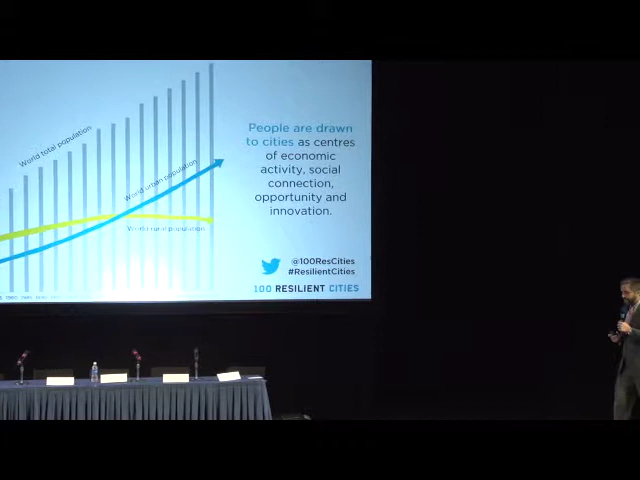 World total population
World urban population
World rural population
People are drawn
to cities as centres
of economic
activity, social
connection,
opportunity and
innovation.
@100ResCities
#ResilientCities
100 RESILIENT CITIES